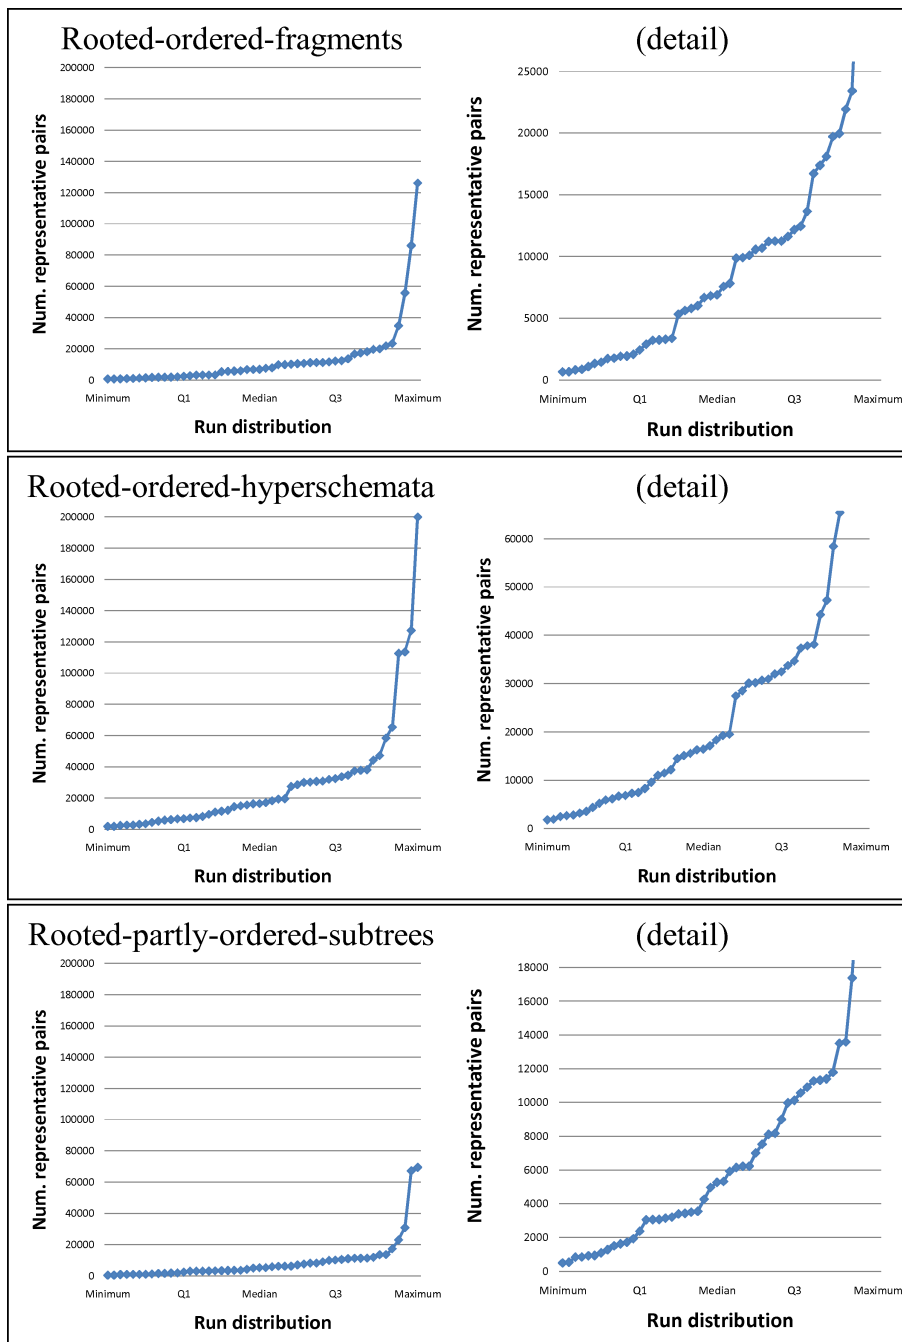 Rooted-ordered-fragments
(detail)
Num. representative pairs
200000
180000
160000
140000
120000
100000
80000
60000
40000
20000
0
Minimum Q1 Median Q3 Maximum
Run distribution
Num. representative pairs
25000
20000
15000
10000
5000
0
Minimum Q1 Median Q3 Maximum
Run distribution
Rooted-ordered-hyperschemata
(detail)
Num. representative pairs
200000
180000
160000
140000
120000
100000
80000
60000
40000
20000
0
Minimum Q1 Median Q3 Maximum
Run distribution
Num. representative pairs
60000
50000
40000
30000
20000
10000
0
Minimum Q1 Median Q3 Maximum
Run distribution
Rooted-partly-ordered-subtrees
(detail)
Num. representative pairs
200000
180000
160000
140000
120000
100000
80000
60000
40000
20000
0
Minimum Q1 Median Q3 Maximum
Run distribution
Num. representative pairs
18000
16000
14000
12000
10000
8000
6000
4000
2000
0
Minimum Q1 Median Q3 Maximum
Run distribution